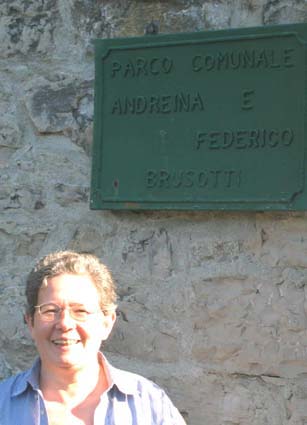 PARCO COMUNALE
ANDREINA E
FEDERICO
BRUSOTTI